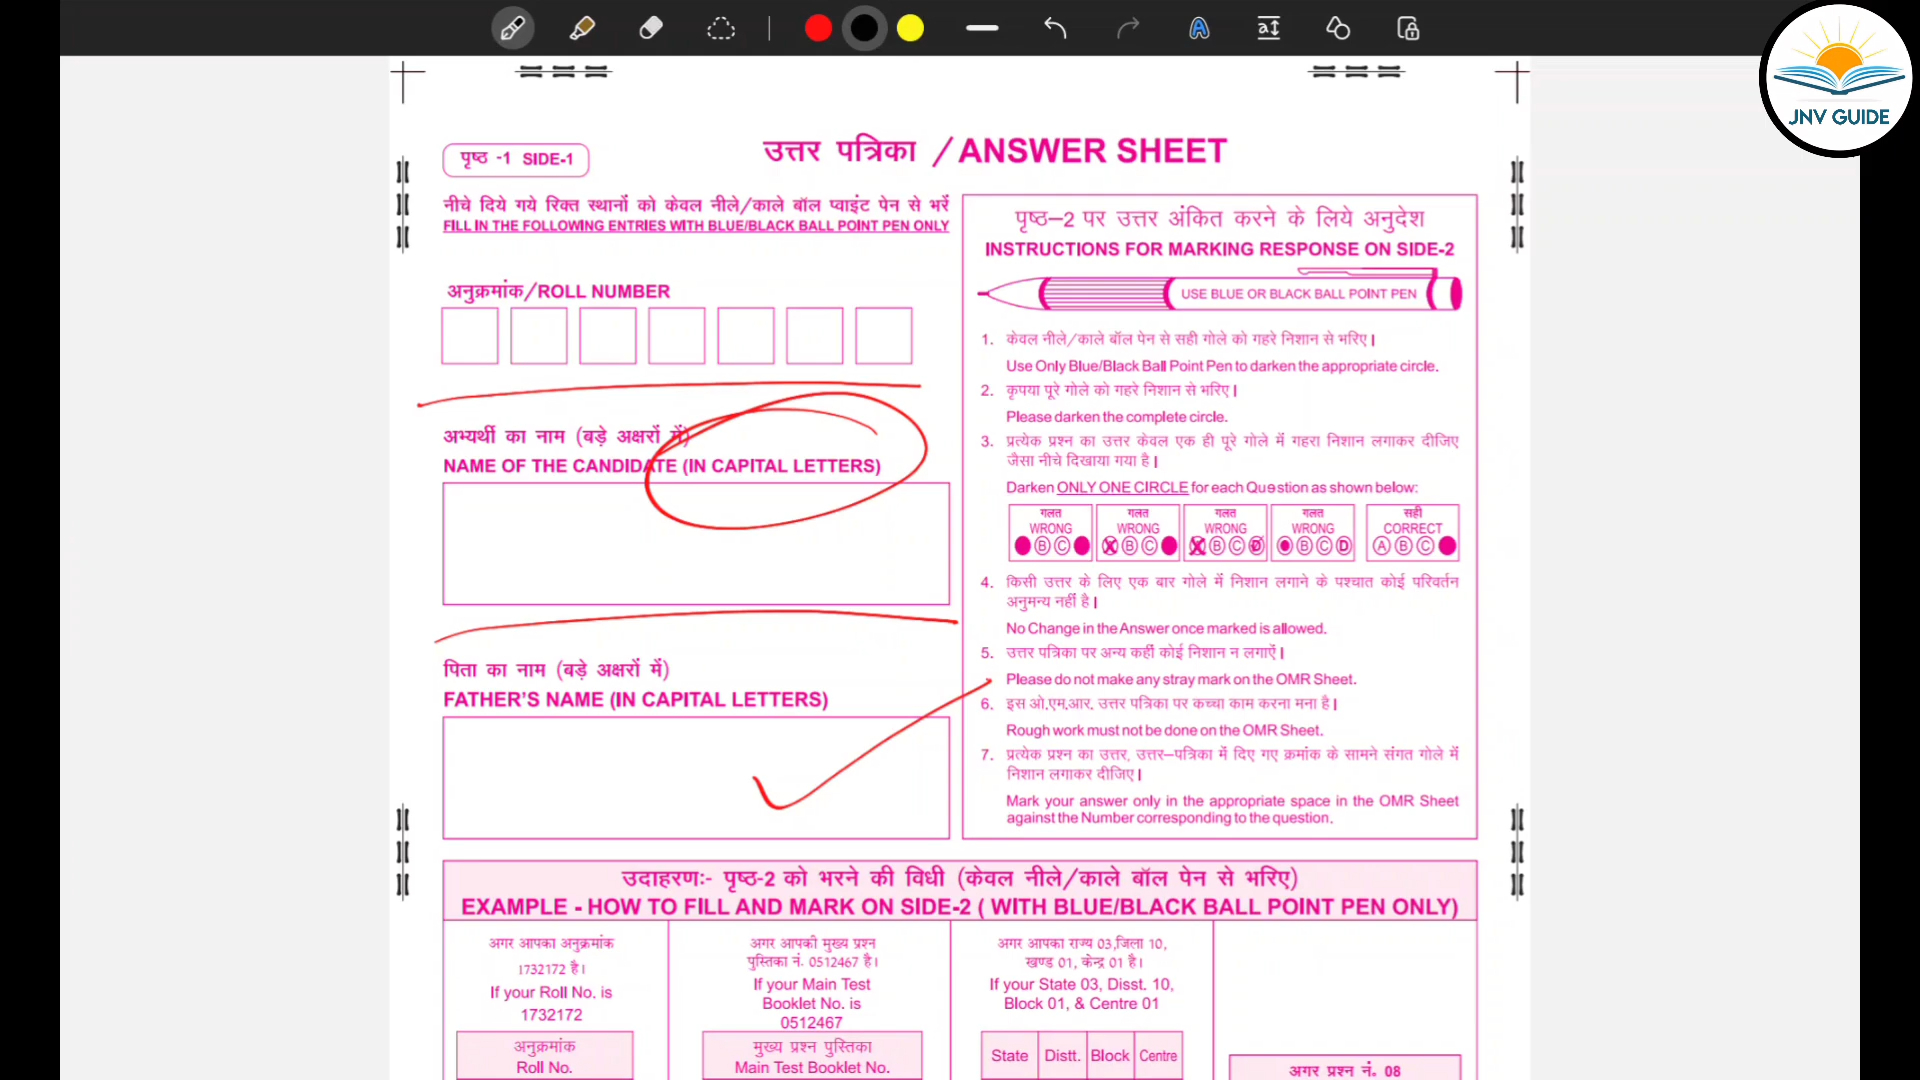 JNV GUIDE
पृष्ठ -1 SIDE-1
उत्तर पत्रिका / ANSWER SHEET
नीचे दिये गये रिक्त स्थानों को केवल नीले/काले बॉल प्वाइंट पेन से भरें
FILL IN THE FOLLOWING ENTRIES WITH BLUE/BLACK BALL POINT PEN ONLY
अनुक्रमांक/ROLL NUMBER
अभ्यर्थी का नाम (बड़े अक्षरों में)
NAME OF THE CANDIDATE (IN CAPITAL LETTERS)
पिता का नाम (बड़े अक्षरों में)
FATHER'S NAME (IN CAPITAL LETTERS)
पृष्ठ–2 पर उत्तर अंकित करने के लिये अनुदेश
INSTRUCTIONS FOR MARKING RESPONSE ON SIDE-2
USE BLUE OR BLACK BALL POINT PEN
1. केवल नीले/काले बॉल पेन से सही गोले को गहरे निशान से भरिए।
Use Only Blue/Black Ball Point Pen to darken the appropriate circle.
2. कृपया पूरे गोले को गहरे निशान से भरिए।
Please darken the complete circle.
3. प्रत्येक प्रश्न का उत्तर केवल एक ही पूरे गोले में गहरा निशान लगाकर दीजिए
जैसा नीचे दिखाया गया है।
Darken ONLY ONE CIRCLE for each Question as shown below:
गलत गलत गलत गलत सही
WRONG WRONG WRONG WRONG CORRECT
B C B C B C D B C D A B C
4. किसी उत्तर के लिए एक बार गोले में निशान लगाने के पश्चात कोई परिवर्तन
अनुमन्य नहीं है।
No Change in the Answer once marked is allowed.
5. उत्तर पत्रिका पर अन्य कहीं कोई निशान न लगाऐं।
Please do not make any stray mark on the OMR Sheet.
6. इस ओ.एम.आर. उत्तर पत्रिका पर कच्चा काम करना मना है।
Rough work must not be done on the OMR Sheet.
7. प्रत्येक प्रश्न का उत्तर, उत्तर–पत्रिका में दिए गए क्रमांक के सामने संगत गोले में
निशान लगाकर दीजिए।
Mark your answer only in the appropriate space in the OMR Sheet
against the Number corresponding to the question.
उदाहरणः- पृष्ठ-2 को भरने की विधी (केवल नीले/काले बॉल पेन से भरिए)
EXAMPLE - HOW TO FILL AND MARK ON SIDE-2 ( WITH BLUE/BLACK BALL POINT PEN ONLY)
अगर आपका अनुक्रमांक
1732172 है।
If your Roll No. is
1732172
अनुक्रमांक
Roll No.
अगर आपकी मुख्य प्रश्न
पुस्तिका नं. 0512467 है।
If your Main Test
Booklet No. is
0512467
मुख्य प्रश्न पुस्तिका
Main Test Booklet No.
अगर आपका राज्य 03,जिला 10,
खण्ड 01, केन्द्र 01 है।
If your State 03, Disst. 10,
Block 01, & Centre 01
State Distt. Block Centre
अगर प्रश्न नं. 08